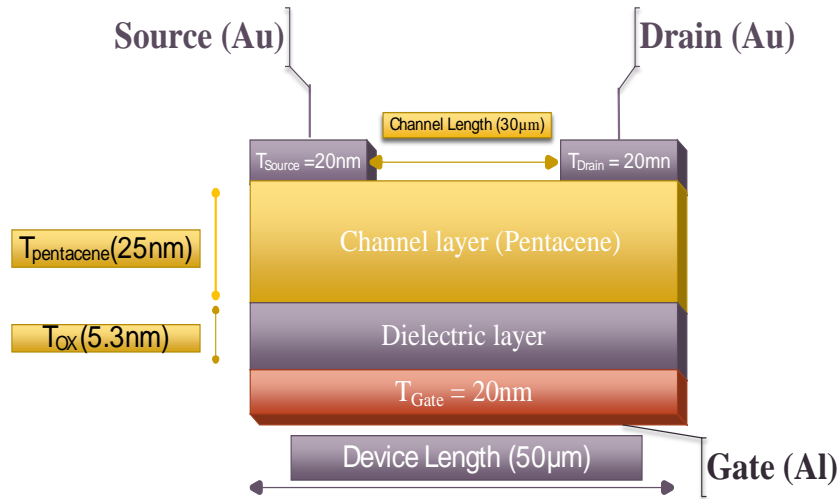 Source (Au)
Drain (Au)
Channel Length (30μm)
TSource =20nm
TDrain = 20mn
Channel layer (Pentacene)
Tpentacene(25nm)
TOX(5.3nm)
Dielectric layer
TGate = 20nm
Device Length (50μm)
Gate (Al)